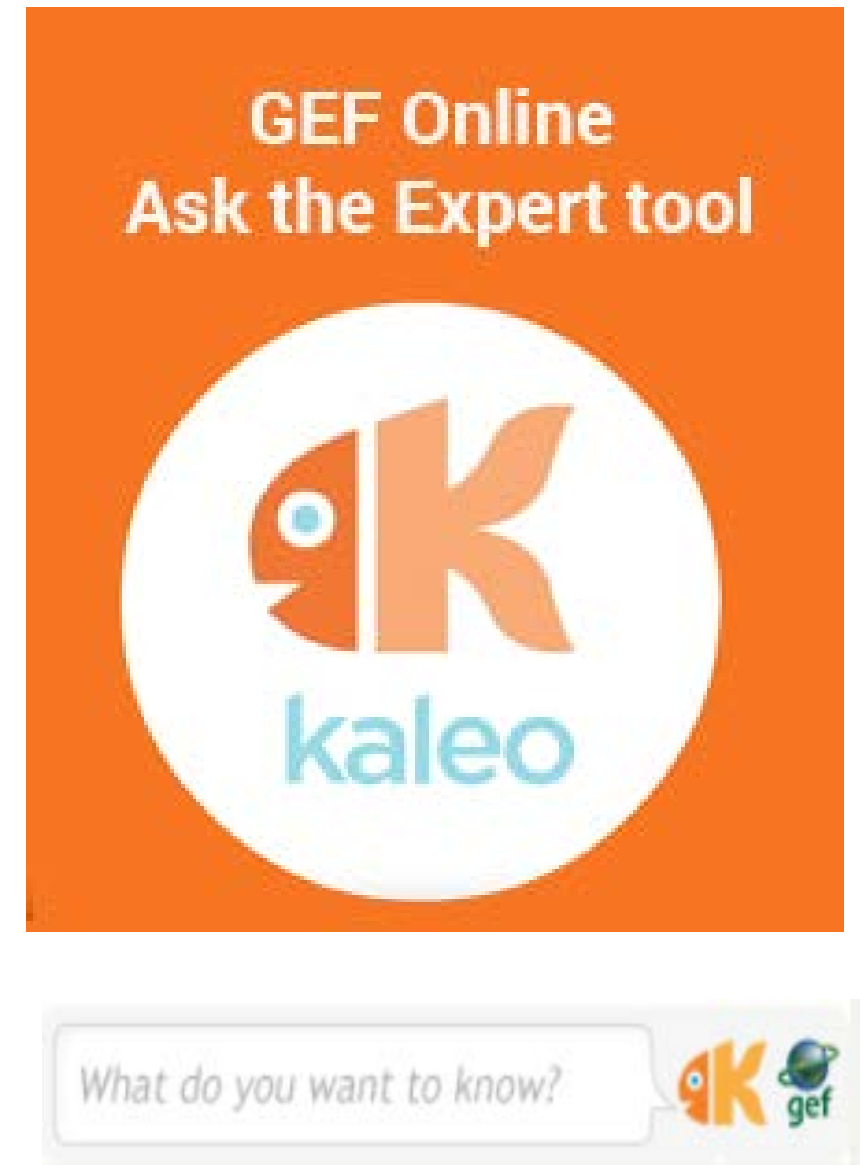 GEF Online
Ask the Expert tool
K
kaleo
What do you want to know?
K
gef